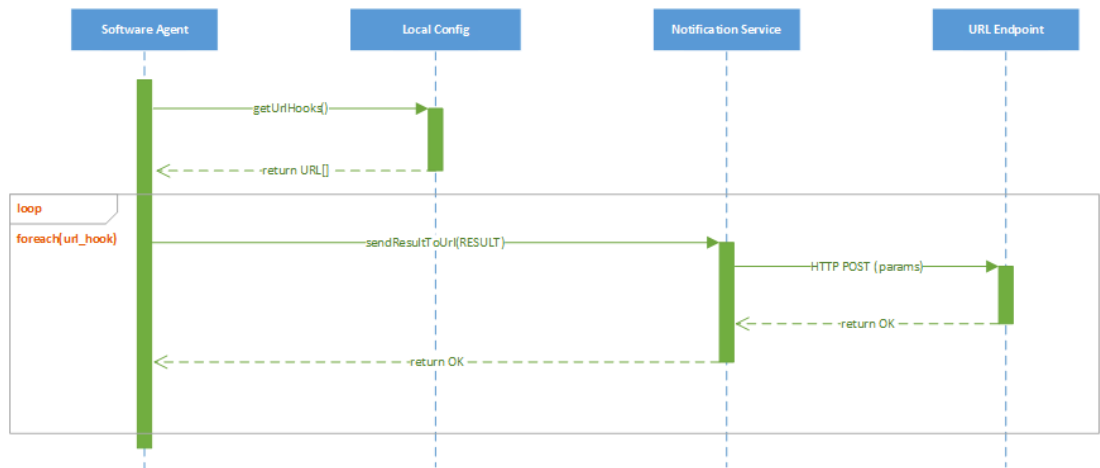 Software Agent
Local Config
Notification Service
URL Endpoint
getUrlHooks()
return URL[]
loop
foreach(url_hook)
sendResultToUrl(RESULT)
HTTP POST (params)
return OK
return OK